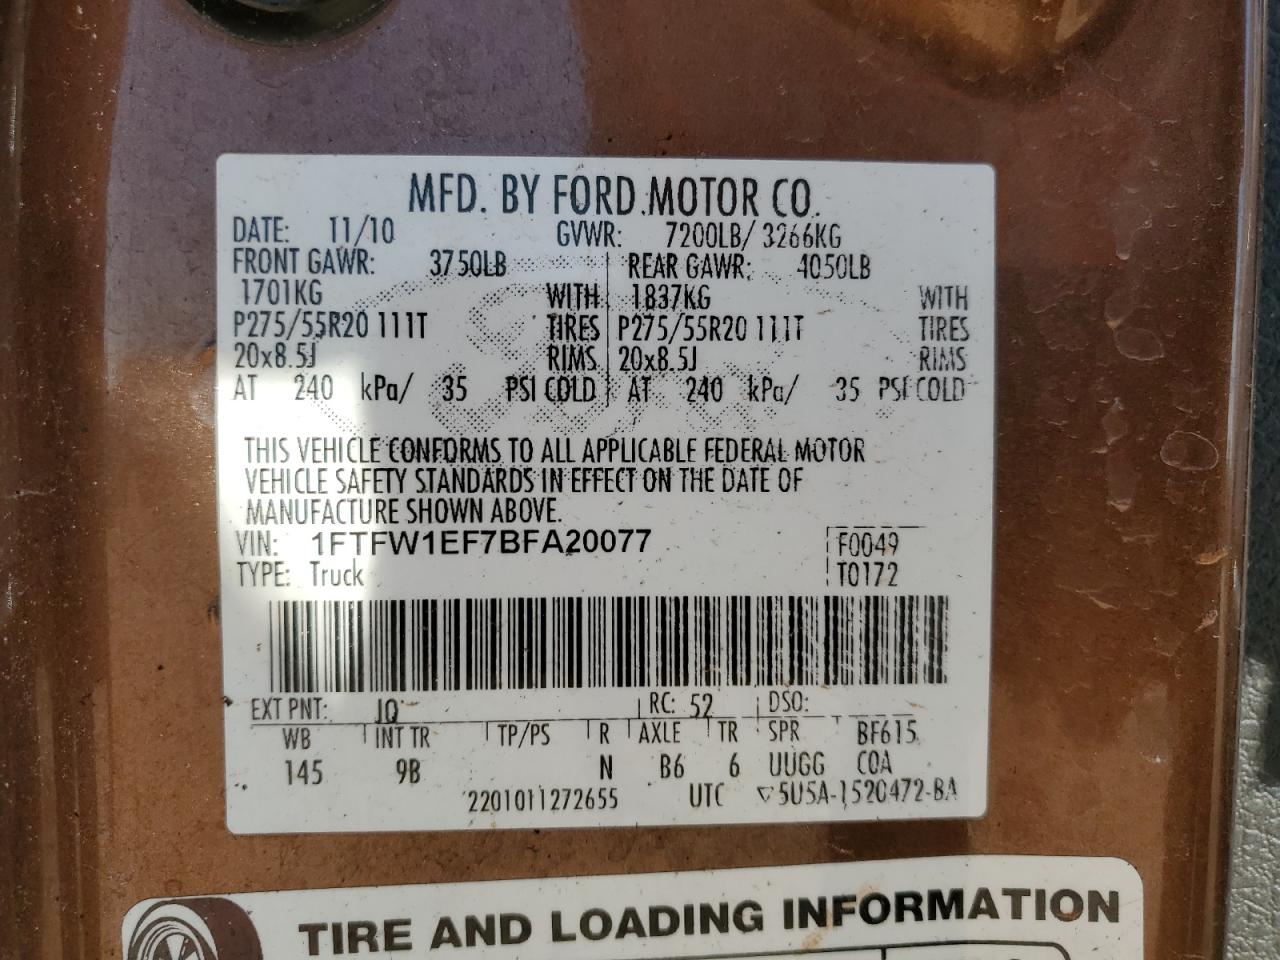 MFD. BY FORD MOTOR CO.
DATE: 11/10 GVWR: 7200LB/ 3266KG
FRONT GAWR: 3750LB REAR GAWR: 4050LB
1701KG WITH 1837KG WITH
P275/55R20 111T TIRES P275/55R20 111T TIRES
20x8.5J RIMS 20x8.5J RIMS
AT 240 kPa/ 35 PSI COLD AT 240 kPa/ 35 PSI COLD
THIS VEHICLE CONFORMS TO ALL APPLICABLE FEDERAL MOTOR
VEHICLE SAFETY STANDARDS IN EFFECT ON THE DATE OF
MANUFACTURE SHOWN ABOVE.
VIN: 1FTFW1EF7BFA20077 F0049
TYPE: Truck T0172
EXT PNT: JQ RC: 52 DSO:
WB INT TR TP/PS R AXLE TR SPR BF615
145 9B N B6 6 UUGG COA
2201011272655 UTC ▽5U5A-1520472-BA
TIRE AND LOADING INFORMATION